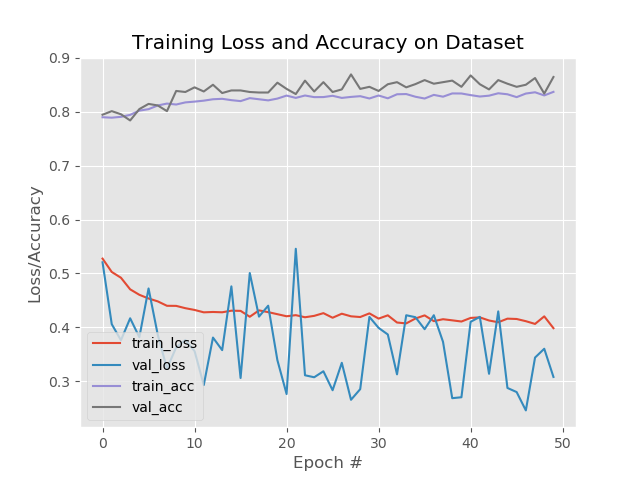 Training Loss and Accuracy on Dataset
0.9
0.8
0.7
0.6
0.5
0.4
0.3
Loss/Accuracy
train_loss
val_loss
train_acc
val_acc
0 10 20 30 40 50
Epoch #